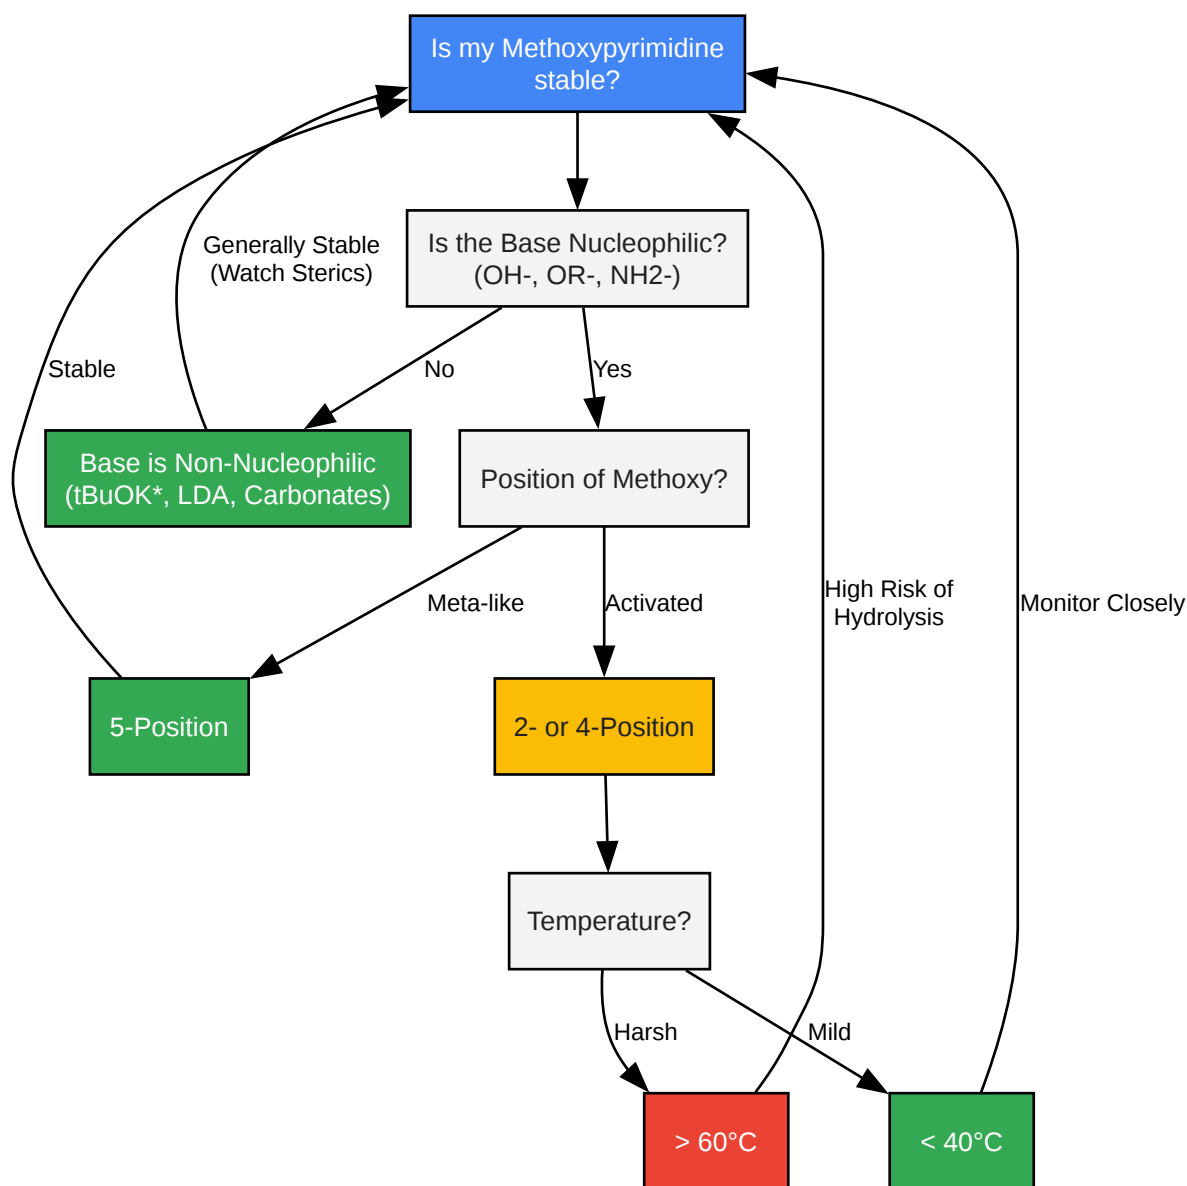 Is my Methoxypyrimidine
stable?
Is the Base Nucleophilic?
(OH-, OR-, NH2-)
Generally Stable
(Watch Sterics)
Stable
No
Yes
Base is Non-Nucleophilic
(tBuOK*, LDA, Carbonates)
Position of Methoxy?
Meta-like
Activated
High Risk of
Hydrolysis
Monitor Closely
5-Position
2- or 4-Position
Temperature?
Harsh
Mild
> 60°C
< 40°C